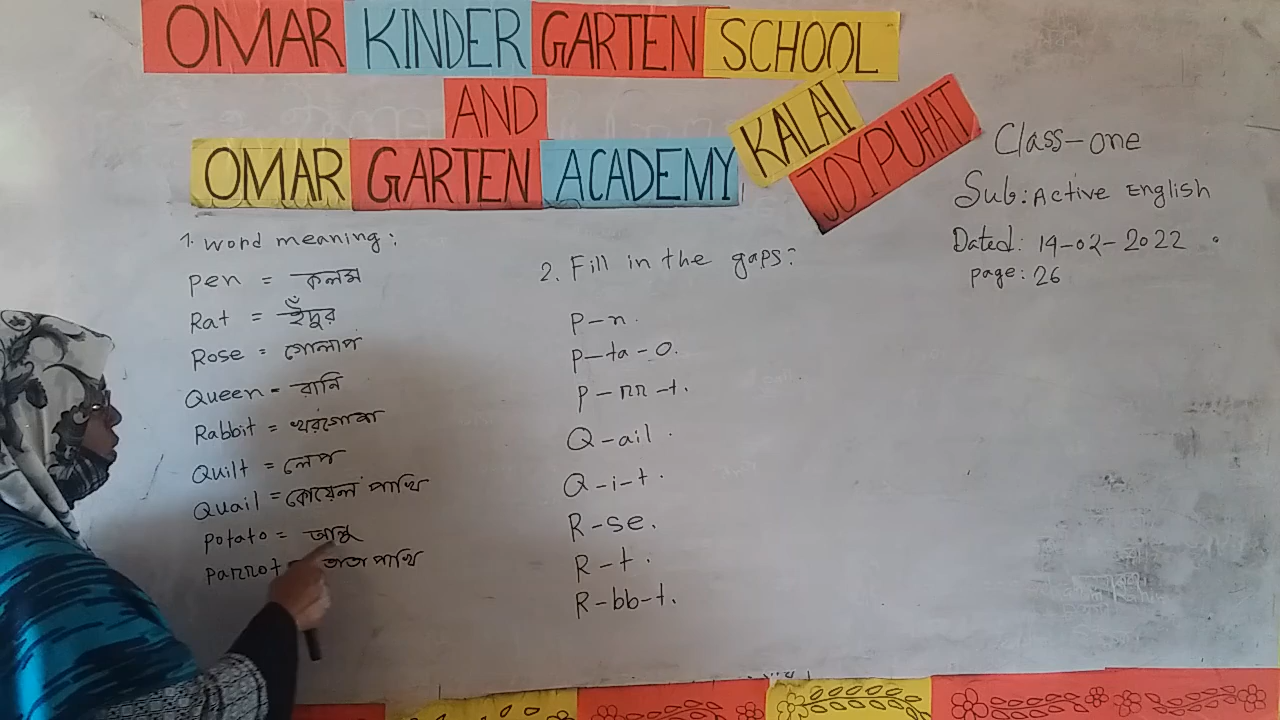 OMAR KINDER GARTEN SCHOOL
AND
OMAR GARTEN ACADEMY
KALAI
JOYPUHAT
Class-one
Sub: Active English
Dated: 14-02-2022
page: 26
1. word meaning:
pen = কলম
Rat = ইঁদুর
Rose = গোলাপ
Queen = রানি
Rabbit = খরগোশ
Quilt = লেপ
Quail = কোয়েল পাখি
potato = আলু
parrot = তোতা পাখি
2. Fill in the gaps:
P-n.
P-ta-o.
P-rr-t.
Q-ail.
Q-i-t.
R-se.
R-t.
R-bb-t.